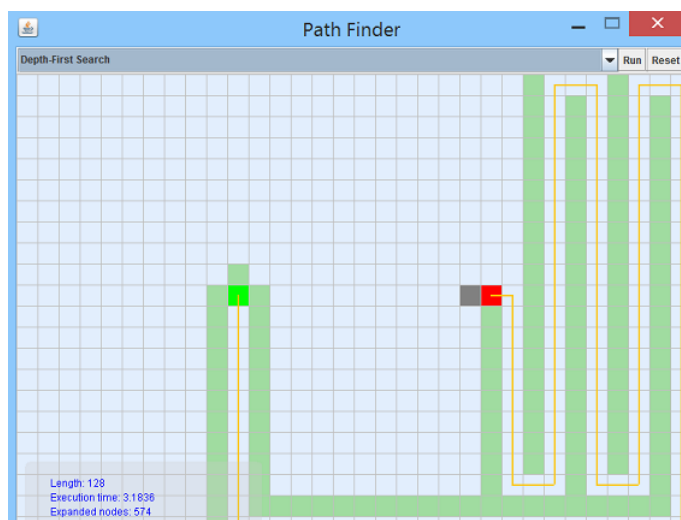 Path Finder
Depth-First Search
Run
Reset
Length: 128
Execution time: 3.1836
Expanded nodes: 574